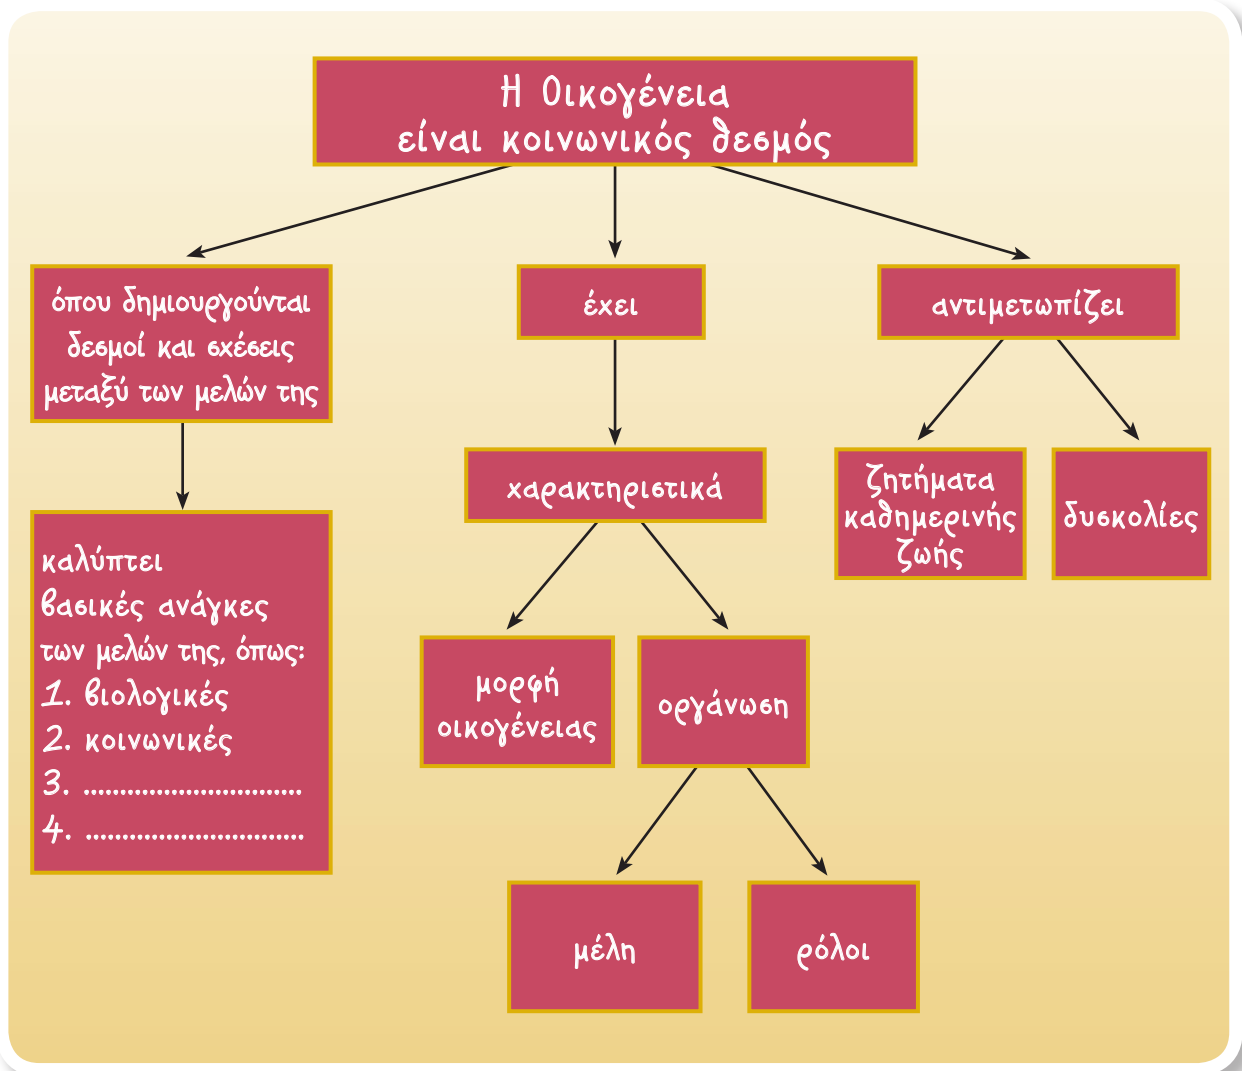 Η Οικογένεια
είναι κοινωνικός θεσμός
όπου δημιουργούνται
δεσμοί και σχέσεις
μεταξύ των μελών της
έχει
αντιμετωπίζει
καλύπτει
βασικές ανάγκες
των μελών της, όπως:
1. βιολογικές
2. κοινωνικές
3. ..............................
4. ..............................
χαρακτηριστικά
ζητήματα
καθημερινής
ζωής
δυσκολίες
μορφή
οικογένειας
οργάνωση
μέλη
ρόλοι